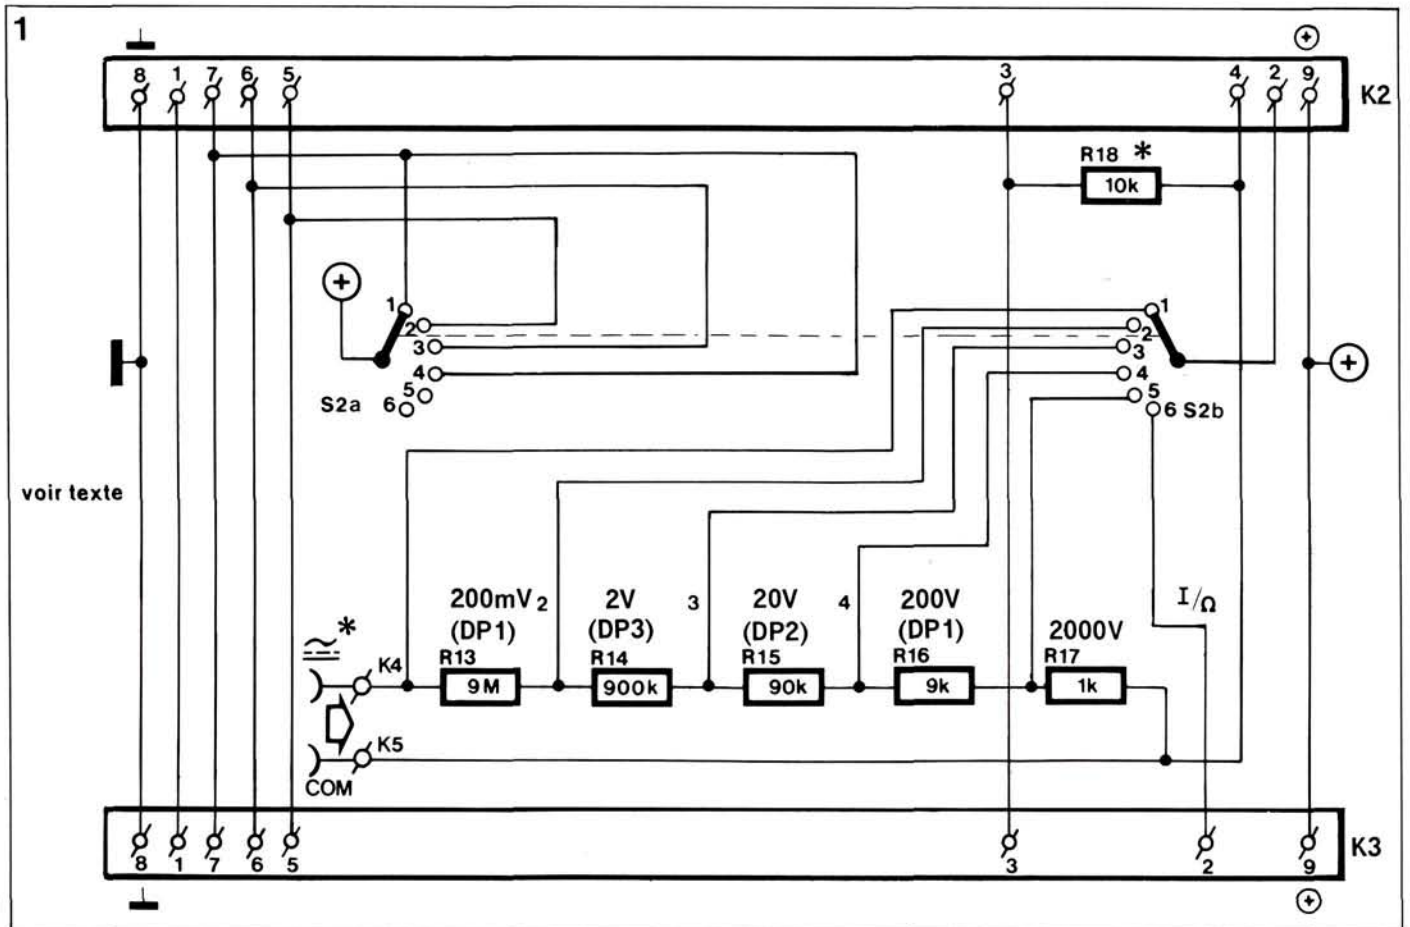 1
8 1 7 6 5 3 4 2 9
K2
R18 *
10k
+
1
2
3
4
5
6
S2a
1
2
3
4
5
6 S2b
+
voir texte
200mV 2 2V 3 20V 4 200V I/Ω
(DP1) (DP3) (DP2) (DP1) 2000V
* K4 R13 R14 R15 R16 R17
9M 900k 90k 9k 1k
K5
COM
8 1 7 6 5 3 2 9
K3